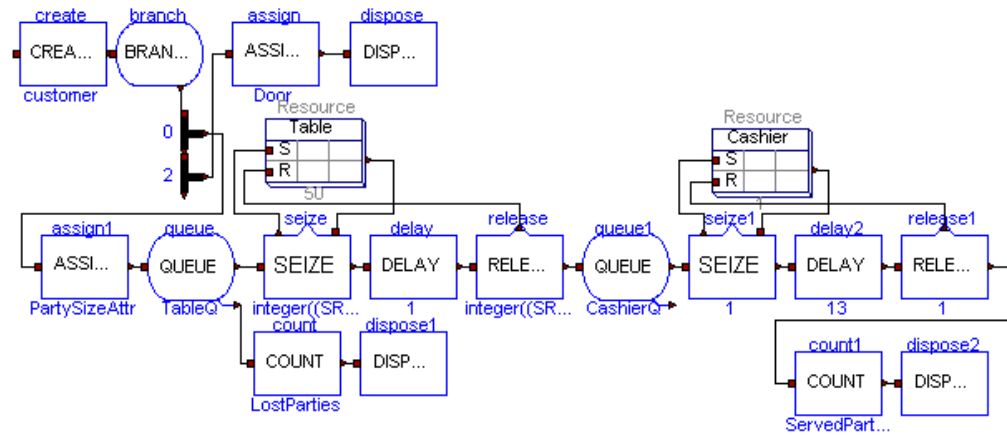 create branch assign dispose
CREA... BRAN... ASSI... DISP...
customer Door
Resource Resource
0 Table Cashier
S S
2 R R
50 1
assign1 queue seize delay release queue1 seize1 delay2 release1
ASSI... QUEUE SEIZE DELAY RELE... QUEUE SEIZE DELAY RELE...
PartySizeAttr TableQ integer((SR... 1 integer((SR... CashierQ 1 13 1
count dispose1 count1 dispose2
COUNT DISP... COUNT DISP...
LostParties ServedPart...